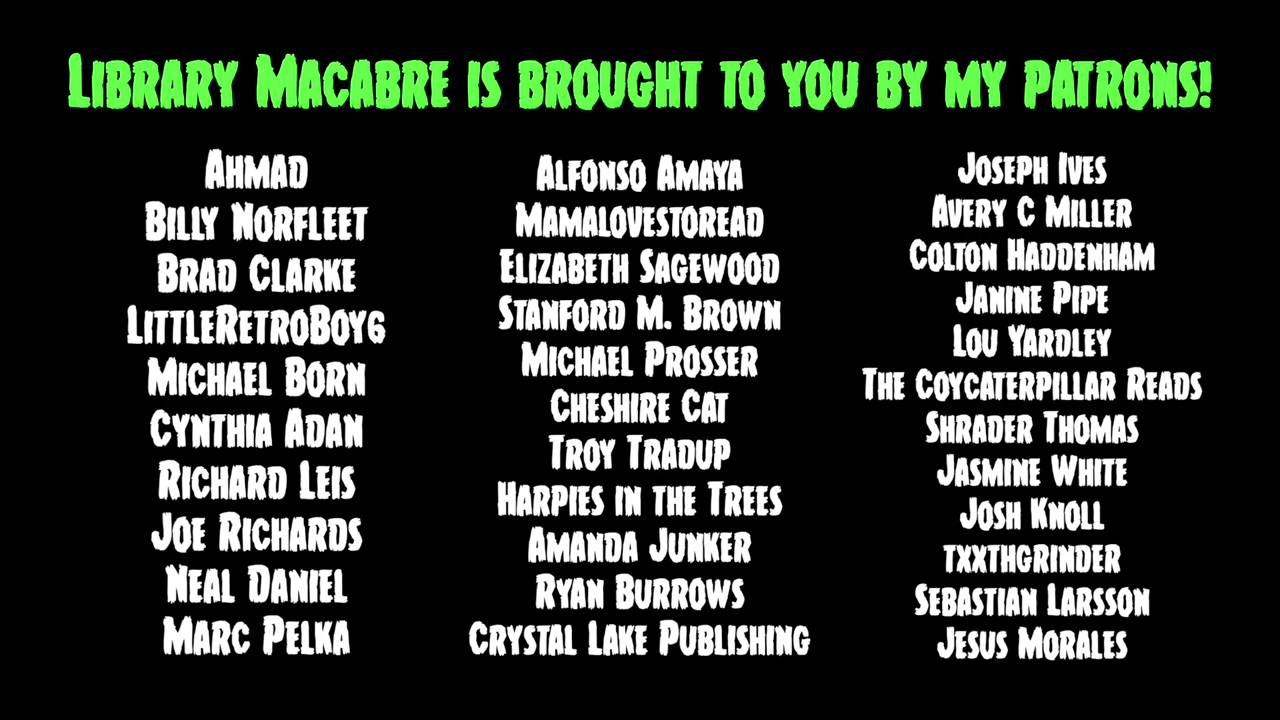 Library Macabre is brought to you by my patrons!
Ahmad
Billy Norfleet
Brad Clarke
LittleRetroBoy6
Michael Born
Cynthia Adan
Richard Leis
Joe Richards
Neal Daniel
Marc Pelka
Alfonso Amaya
Mamalovestoread
Elizabeth Sagewood
Stanford M. Brown
Michael Prosser
Cheshire Cat
Troy Tradup
Harpies in the Trees
Amanda Junker
Ryan Burrows
Crystal Lake Publishing
Joseph Ives
Avery C Miller
Colton Haddenham
Janine Pipe
Lou Yardley
The Coycaterpillar Reads
Shrader Thomas
Jasmine White
Josh Knoll
txxthgrinder
Sebastian Larsson
Jesus Morales